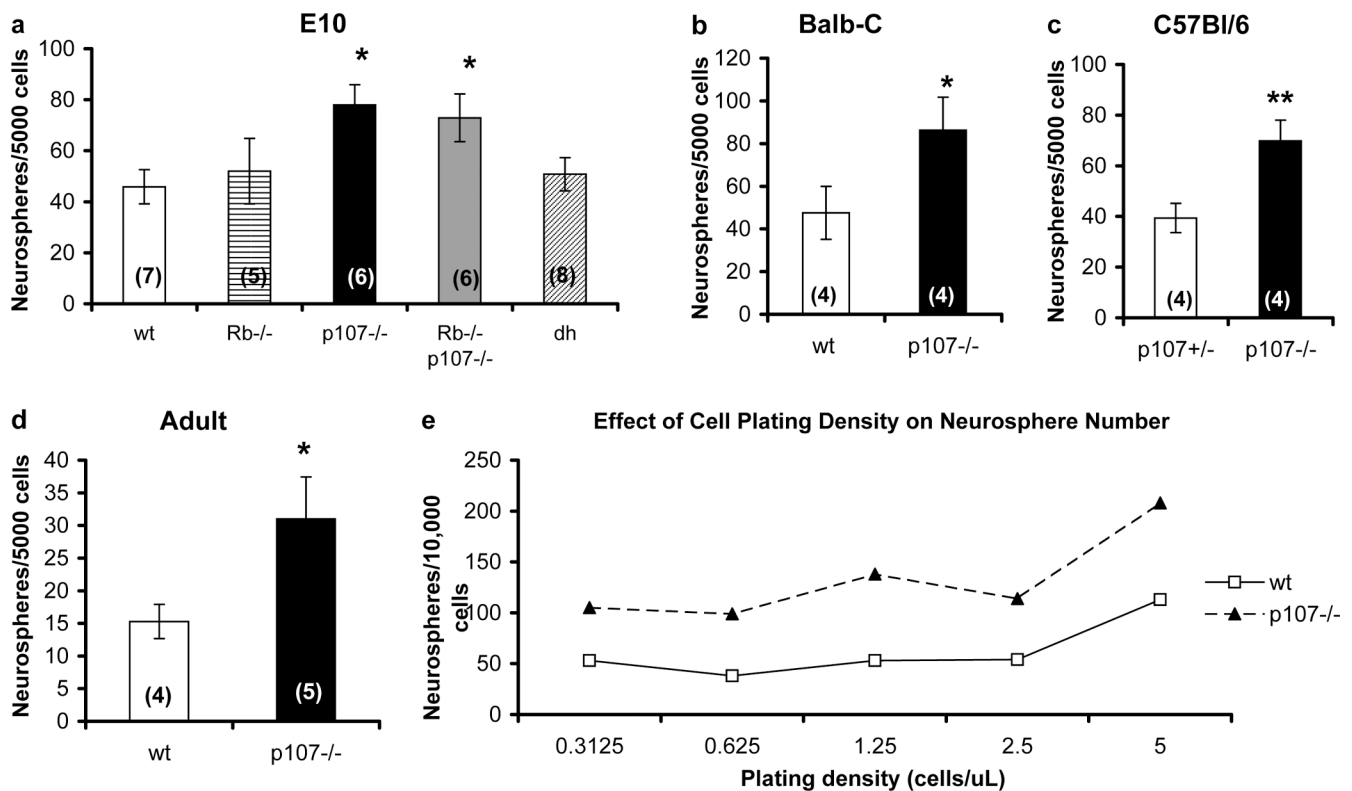 a
E10
Neurospheres/5000 cells
100
80
60
40
20
0
*
*
(7)
(5)
(6)
(6)
(8)
wt
Rb-/-
p107-/-
Rb-/-
p107-/-
dh
b
Balb-C
Neurospheres/5000 cells
120
100
80
60
40
20
0
*
(4)
(4)
wt
p107-/-
c
C57Bl/6
Neurospheres/5000 cells
100
80
60
40
20
0
**
(4)
(4)
p107+/-
p107-/-
d
Adult
Neurospheres/5000 cells
40
35
30
25
20
15
10
5
0
*
(4)
(5)
wt
p107-/-
e
Effect of Cell Plating Density on Neurosphere Number
Neurospheres/10,000
cells
250
200
150
100
50
0
0.3125
0.625
1.25
2.5
5
Plating density (cells/uL)
wt
p107-/-